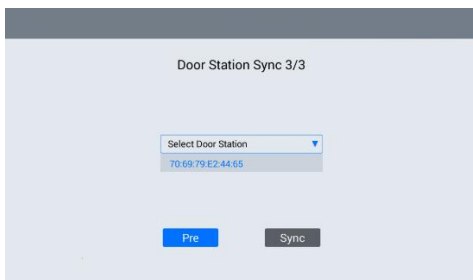 Door Station Sync 3/3
Select Door Station
70:69:79:E2:44:65
Pre Sync